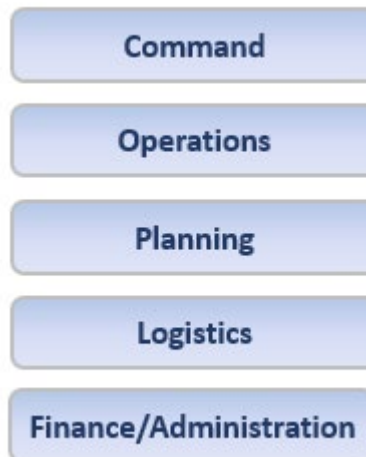 Command
Operations
Planning
Logistics
Finance/Administration